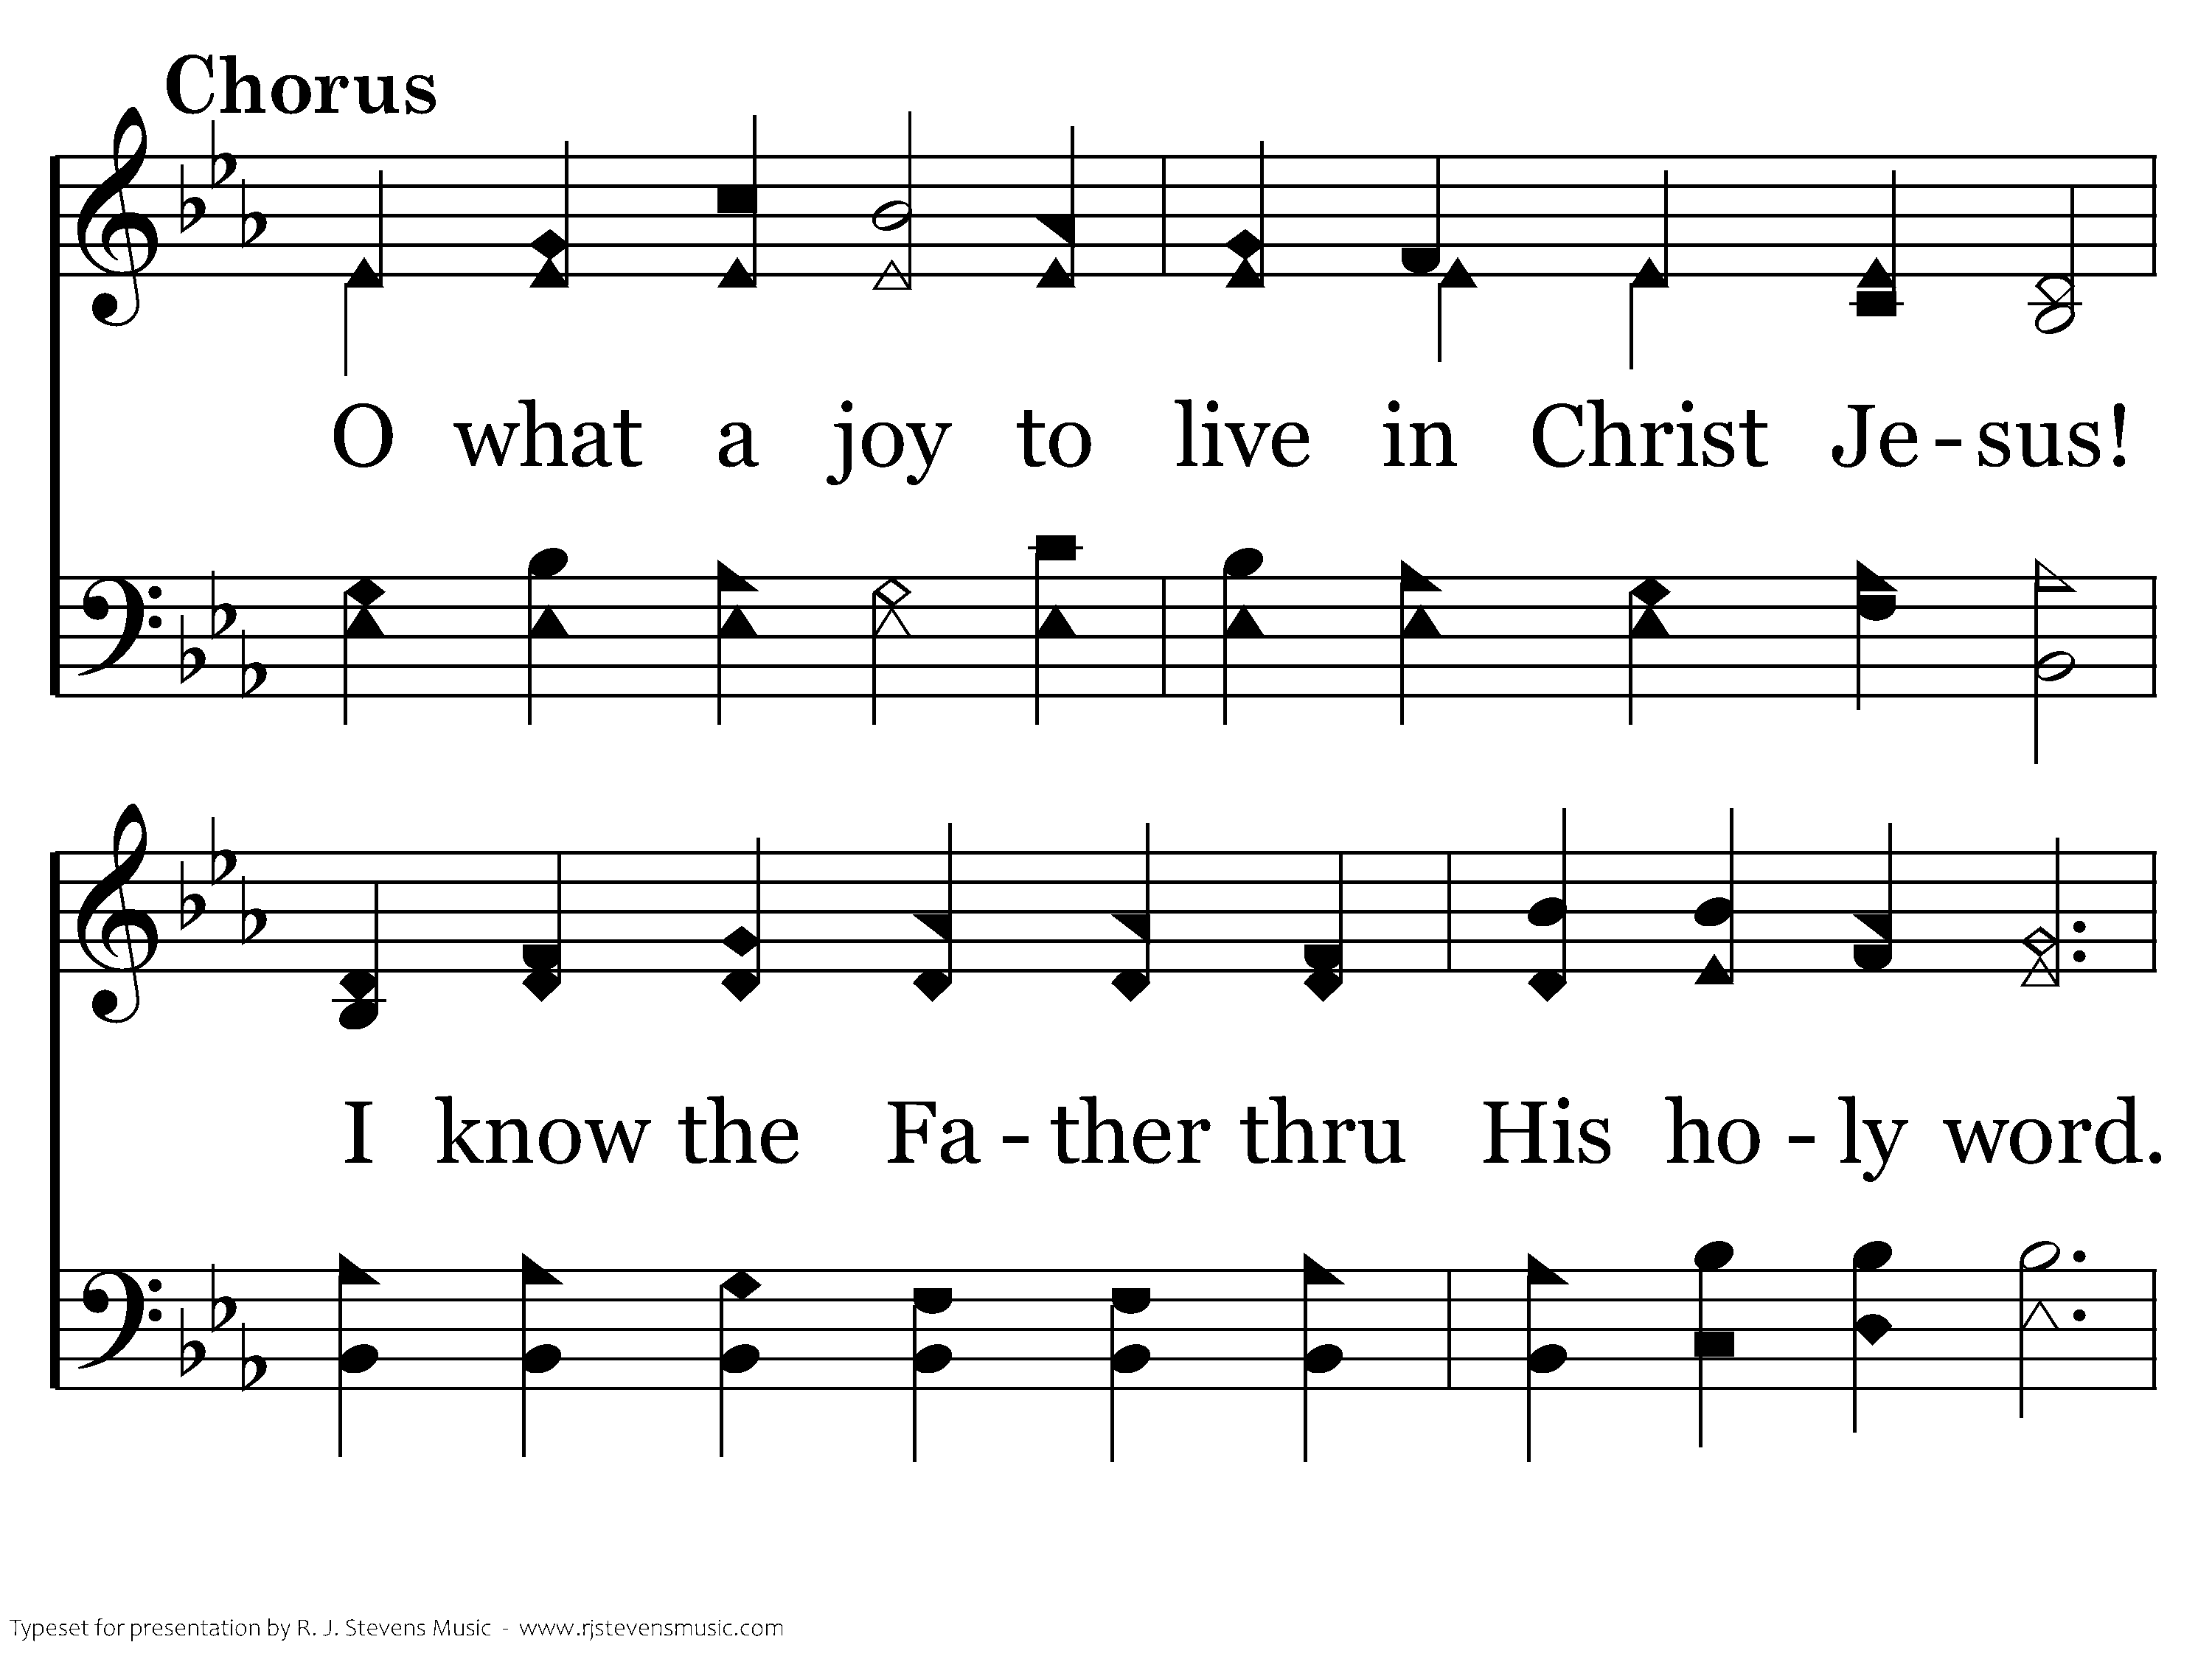 Chorus
O what a joy to live in Christ Je - sus!
I know the Fa - ther thru His ho - ly word.
Typeset for presentation by R. J. Stevens Music - www.rjstevensmusic.com